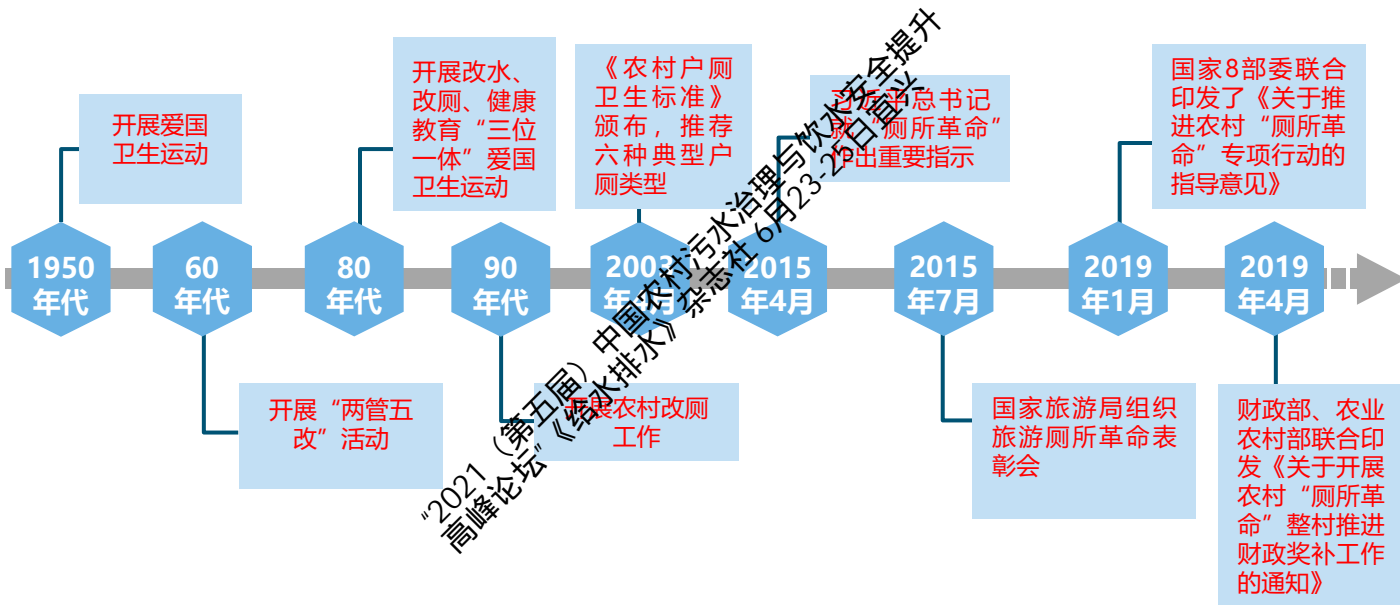 开展爱国
卫生运动
开展改水、
改厕、健康
教育“三位
一体”爱国
卫生运动
《农村户厕
卫生标准》
颁布，推荐
六种典型户
厕类型
习近平总书记
就“厕所革命”
作出重要指示
国家8部委联合
印发了《关于推
进农村“厕所革
命”专项行动的
指导意见》
1950
年代
60
年代
80
年代
90
年代
2003
2015
年4月
2015
年7月
2019
年1月
2019
年4月
开展“两管五
改”活动
开展农村改厕
工作
国家旅游局组织
旅游厕所革命表
彰会
财政部、农业
农村部联合印
发《关于开展
农村“厕所革
命”整村推进
财政奖补工作
的通知》
“2021（第五届）中国农村污水治理与饮水安全提升
高峰论坛”《给水排水》杂志社 6月23-25日宜兴